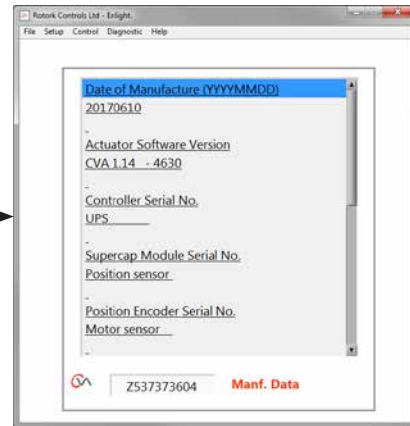 Rotork Controls Ltd - Enlight.
File Setup Control Diagnostic Help
Date of Manufacture (YYYYMMDD)
20170610
-
Actuator Software Version
CVA 1.14 - 4630
-
Controller Serial No.
UPS
-
Supercap Module Serial No.
Position sensor
-
Position Encoder Serial No.
Motor sensor
-
Z537373604 Manf. Data